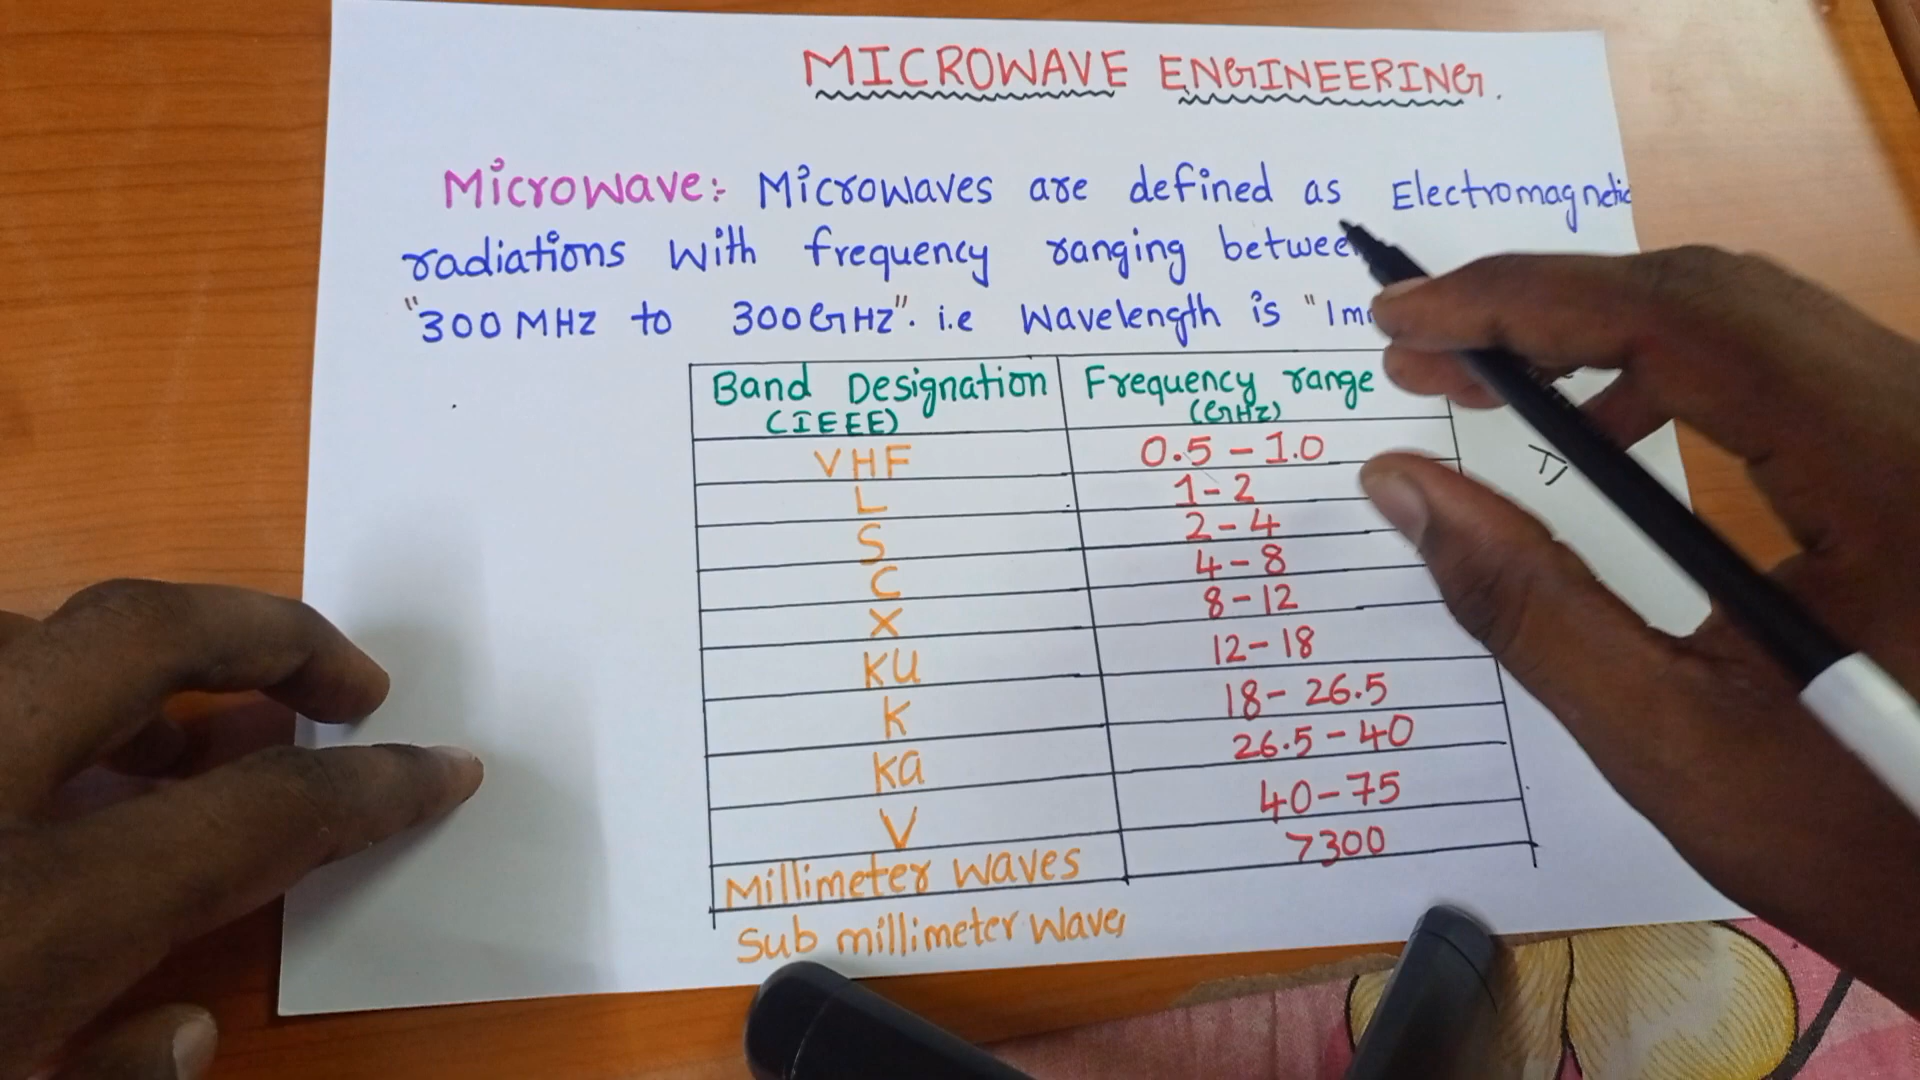 MICROWAVE ENGINEERING.
Microwave:- Microwaves are defined as Electromagnetic
radiations with frequency ranging between
"300 MHZ to 300GHZ". i.e Wavelength is "1m
Band Designation (IEEE) Frequency range (GHz)
VHF 0.5 - 1.0
L 1-2
S 2-4
C 4-8
X 8-12
KU 12-18
K 18-26.5
Ka 26.5-40
V 40-75
Millimeter waves >300
Sub millimeter waves